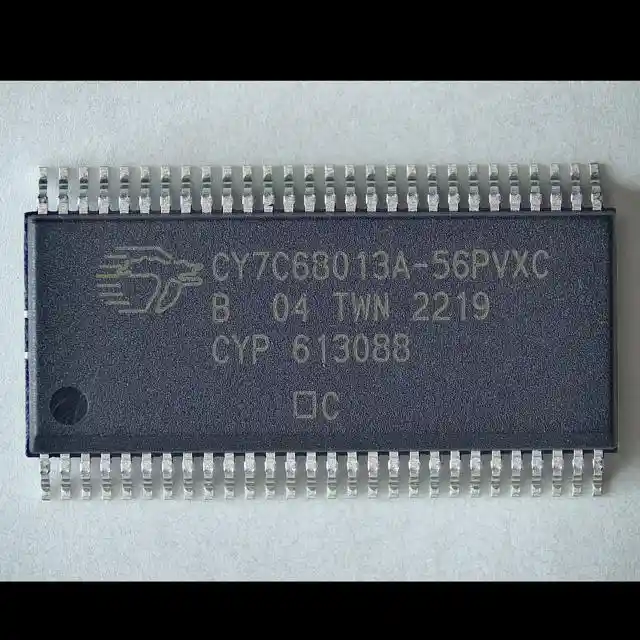 CY7C68013A-56PVXC
B 04 TWN 2219
CYP 613088
□C